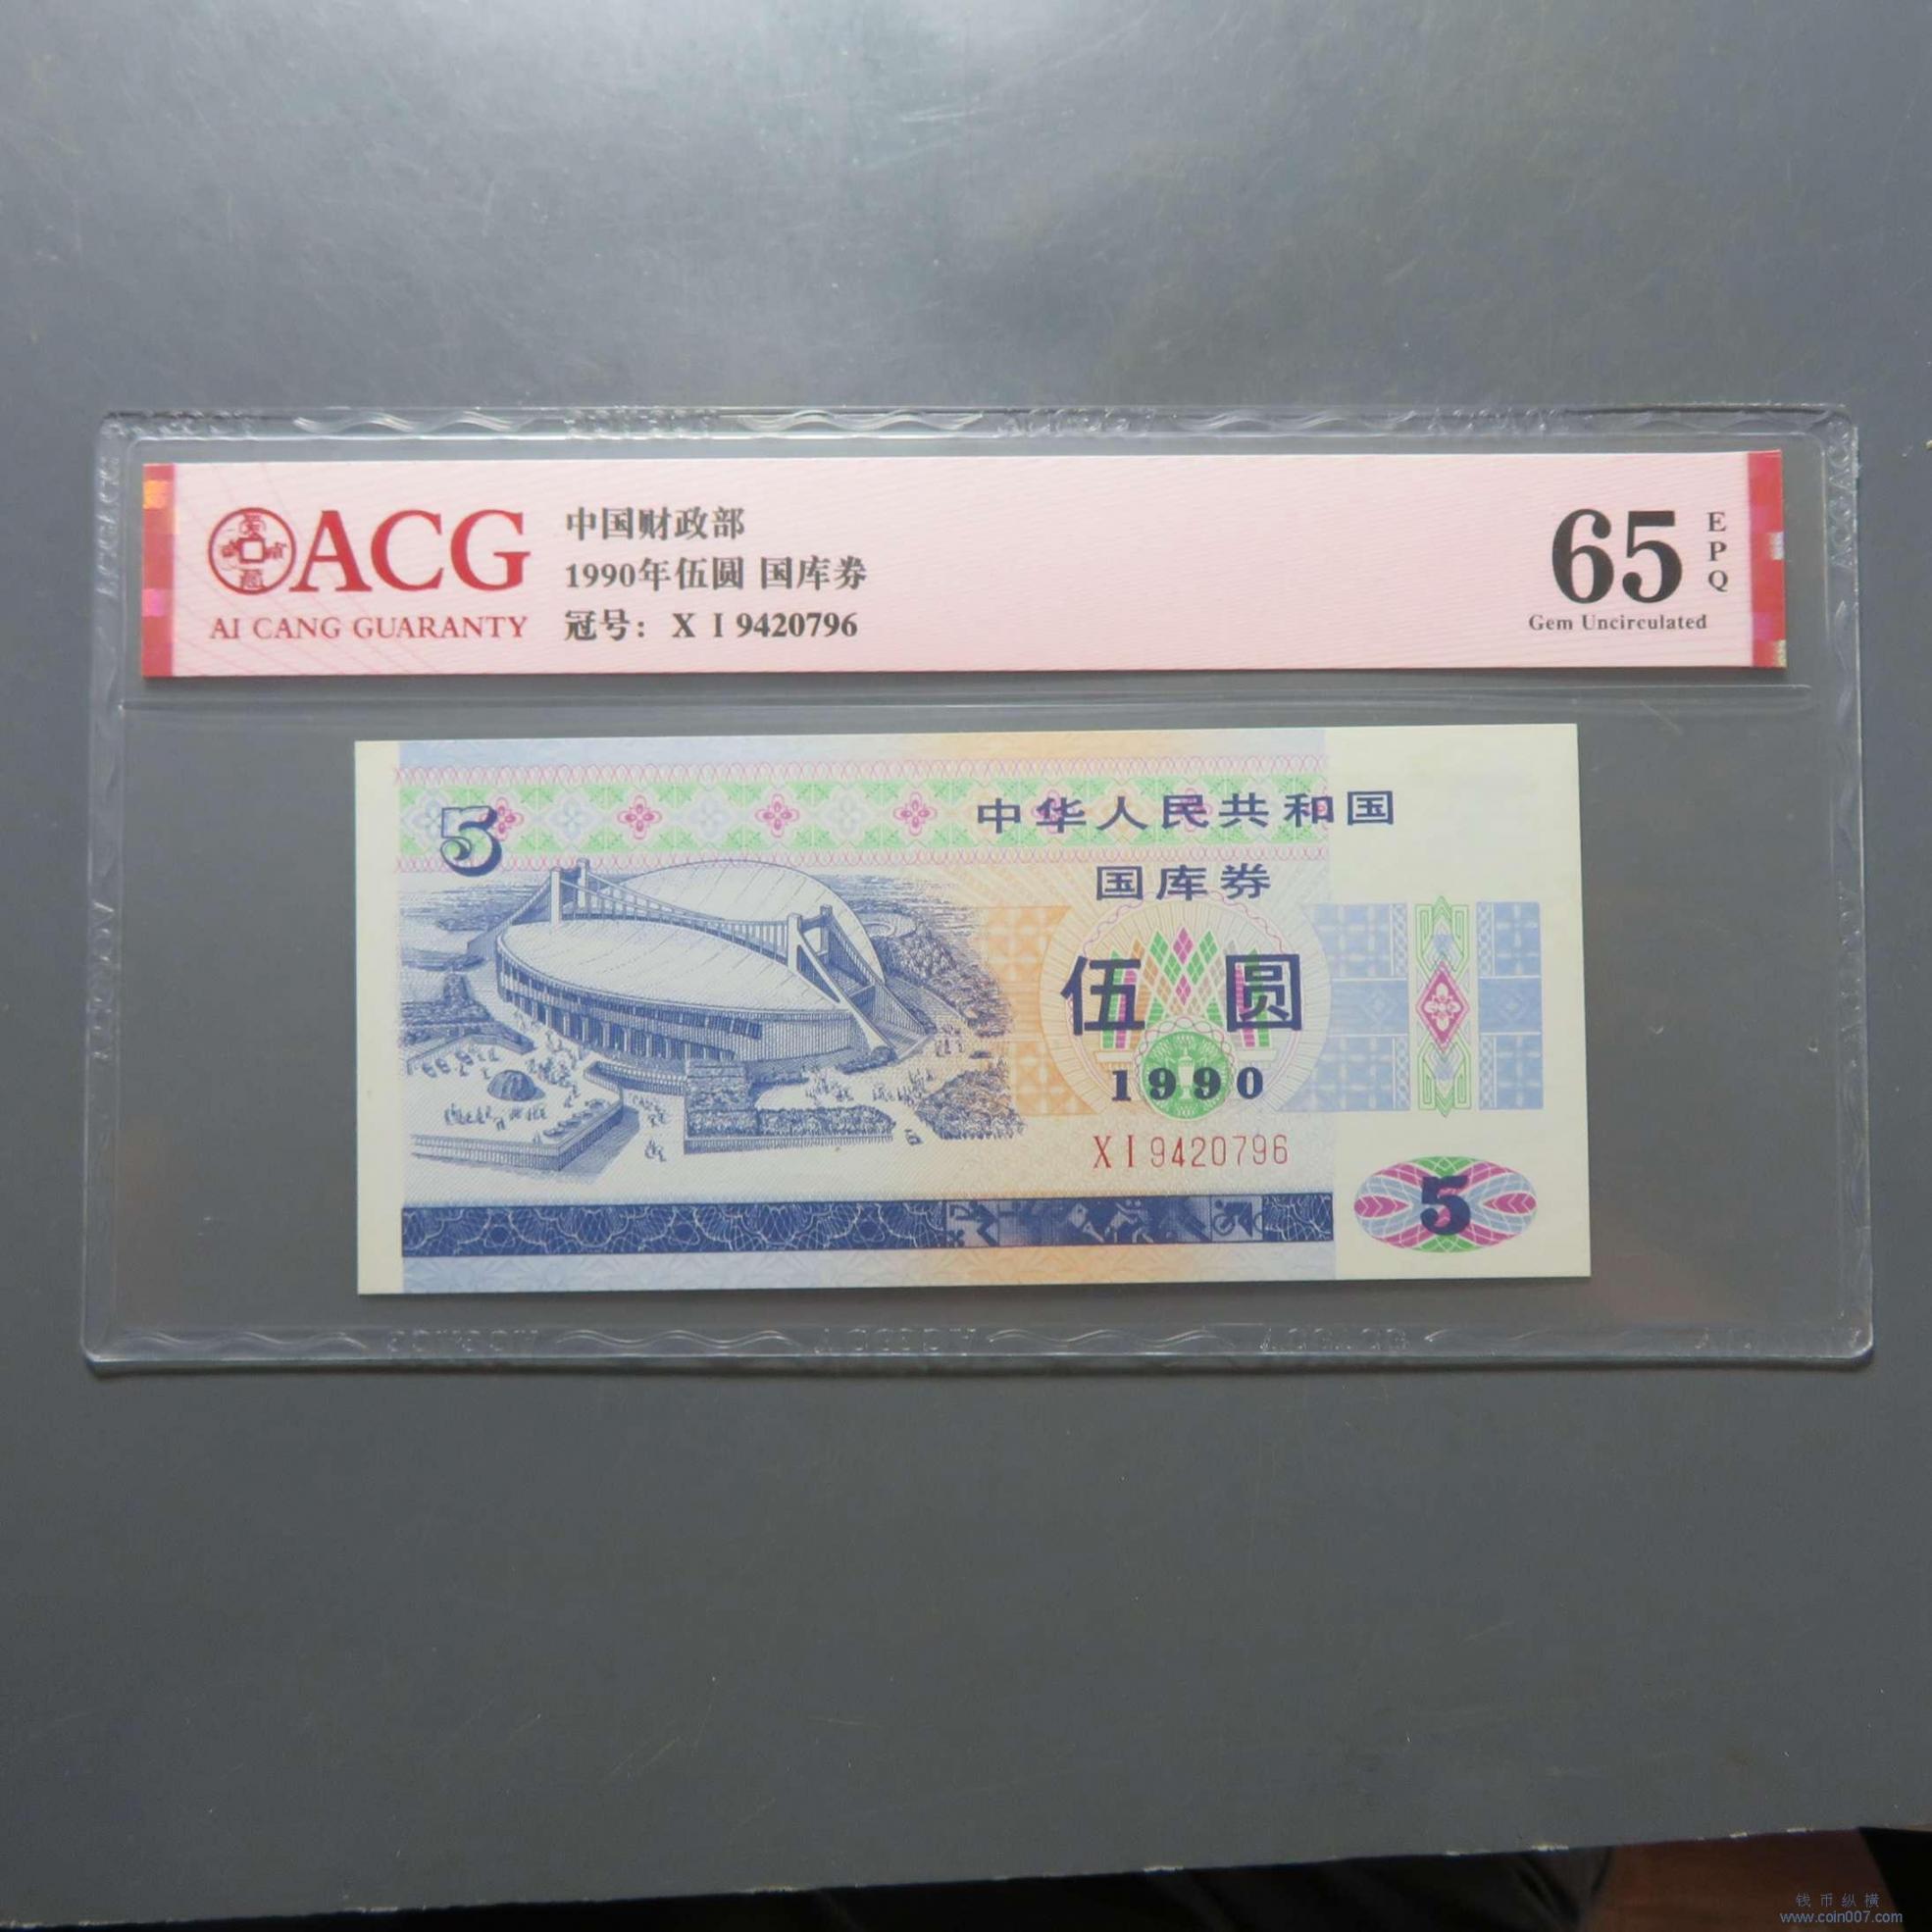 ACG
AI CANG GUARANTY
中国财政部
1990年伍圆 国库券
冠号： X I 9420796
65
EPQ
Gem Uncirculated
5
中华人民共和国
国库券
伍圆
1990
X I 9420796
5
钱币纵横
www.coin007.com